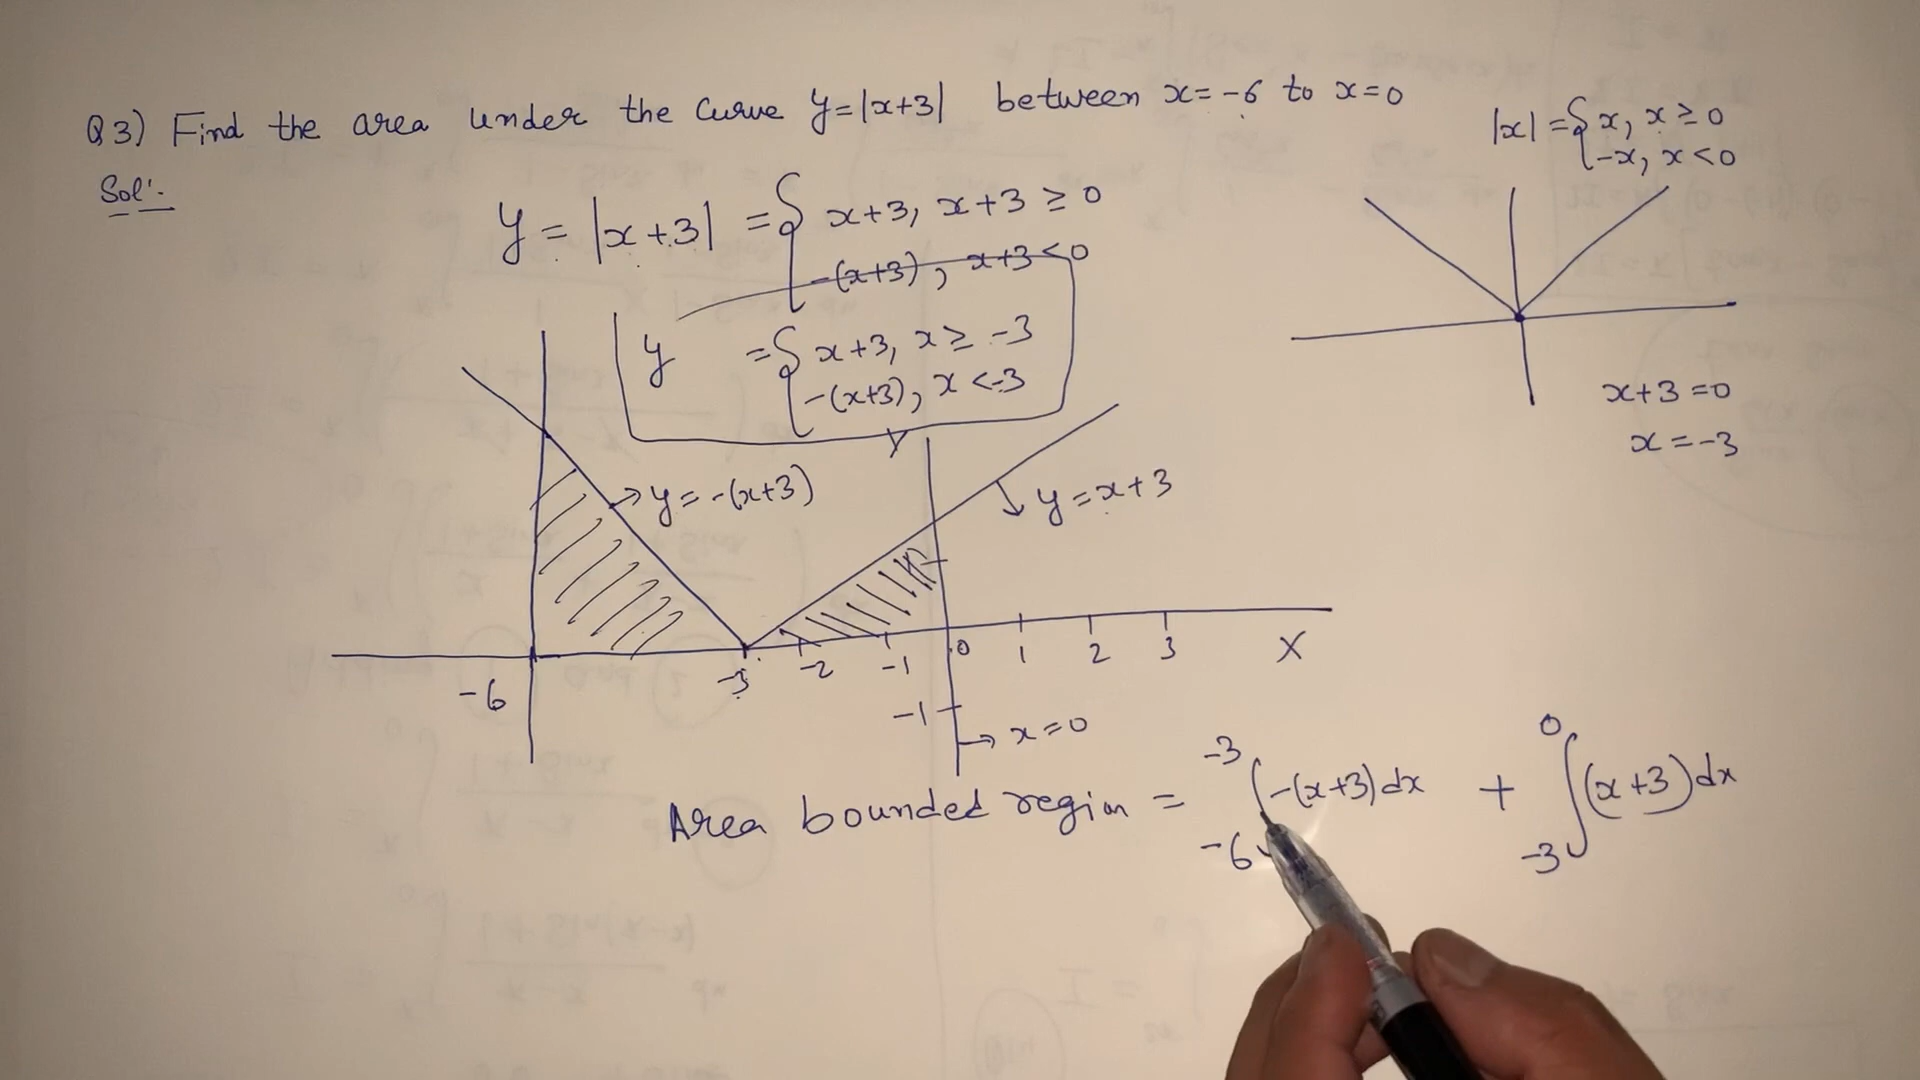 Q3) Find the area under the Curve y=|x+3| between x=-6 to x=0
|x| = { x, x ≥ 0
-x, x < 0
Sol':-
y = |x+3| = { x+3, x+3 ≥ 0
-(x+3), x+3 < 0
y = { x+3, x ≥ -3
-(x+3), x < -3
x+3 = 0
x = -3
Y
→ y = -(x+3)
y = x+3
-6 -3 -2 -1 0 1 2 3 X
-1
→ x = 0
Area bounded region = ∫_{-6}^{-3} -(x+3) dx + ∫_{-3}^{0} (x+3) dx